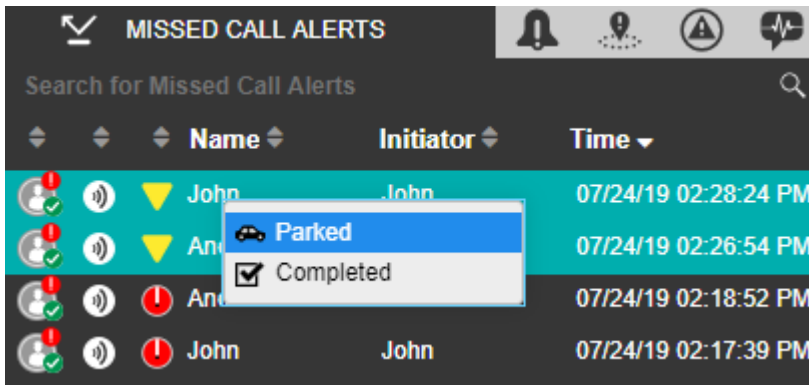 MISSED CALL ALERTS
Search for Missed Call Alerts
Name Initiator Time
John John 07/24/19 02:28:24 PM
Parked
07/24/19 02:26:54 PM
Completed
07/24/19 02:18:52 PM
John John 07/24/19 02:17:39 PM